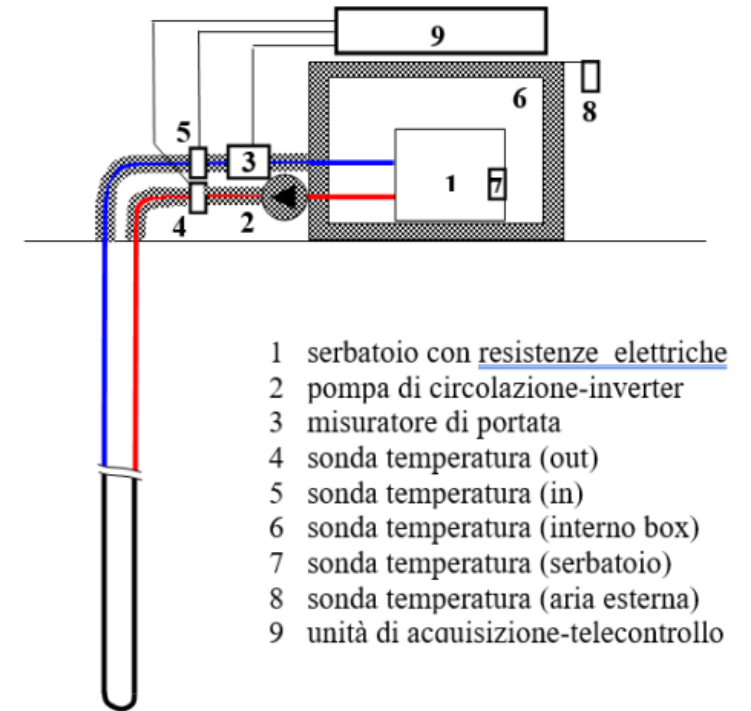 9
6
8
5
3
1
7
4
2
1 serbatoio con resistenze elettriche
2 pompa di circolazione-inverter
3 misuratore di portata
4 sonda temperatura (out)
5 sonda temperatura (in)
6 sonda temperatura (interno box)
7 sonda temperatura (serbatoio)
8 sonda temperatura (aria esterna)
9 unità di acquisizione-telecontrollo